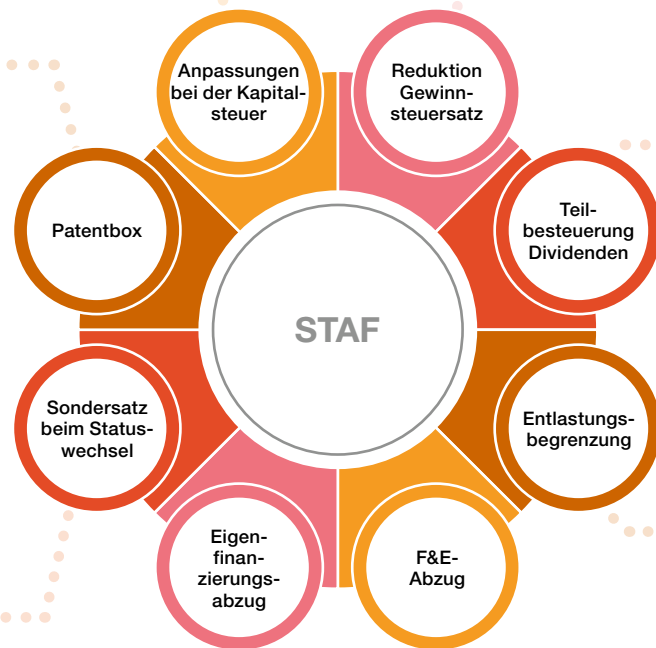 Anpassungen
bei der Kapital-
steuer
Reduktion
Gewinn-
steuersatz
Teil-
besteuerung
Dividenden
Entlastungs-
begrenzung
F&E-
Abzug
Eigen-
finan-
zierungs-
abzug
Sondersatz
beim Status-
wechsel
Patentbox
STAF